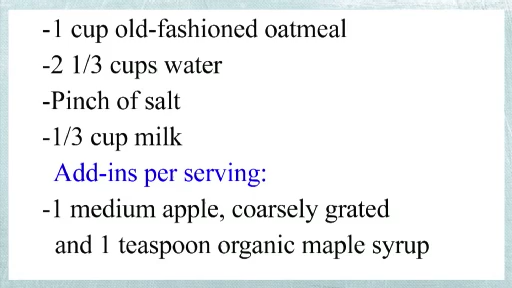 -1 cup old-fashioned oatmeal
-2 1/3 cups water
-Pinch of salt
-1/3 cup milk
Add-ins per serving:
-1 medium apple, coarsely grated
and 1 teaspoon organic maple syrup